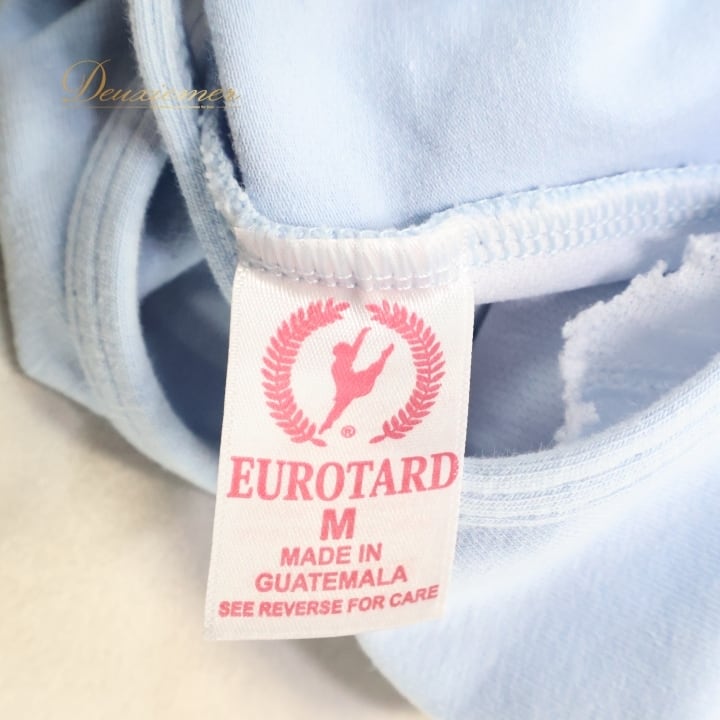 Deuxiemer
®
EUROTARD
M
MADE IN
GUATEMALA
SEE REVERSE FOR CARE